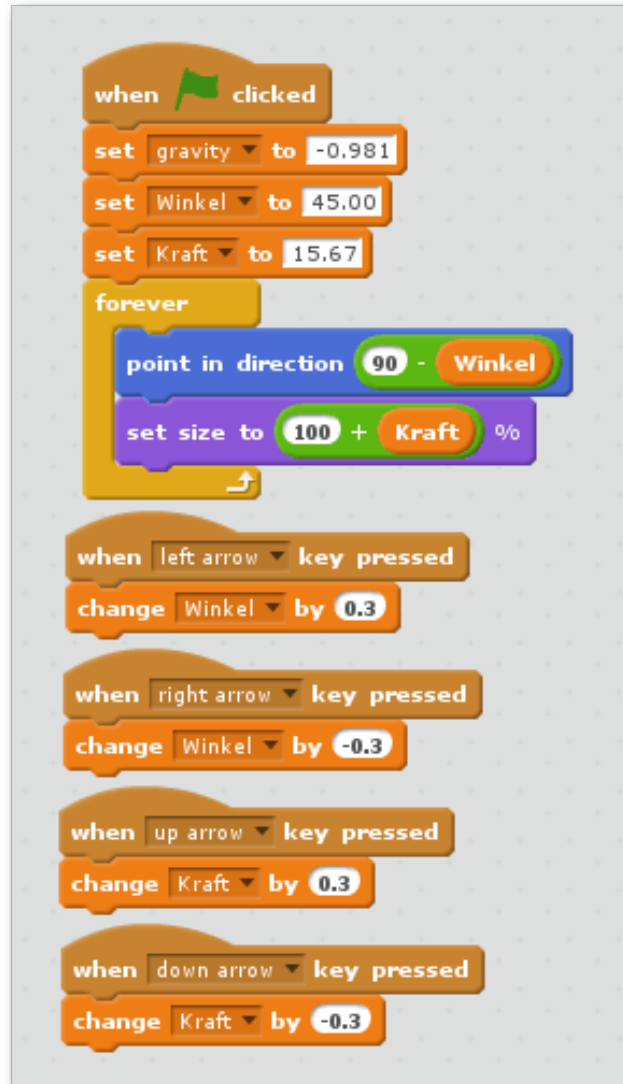 when clicked
set gravity to -0.981
set Winkel to 45.00
set Kraft to 15.67
forever
point in direction 90 - Winkel
set size to 100 + Kraft %
when left arrow key pressed
change Winkel by 0.3
when right arrow key pressed
change Winkel by -0.3
when up arrow key pressed
change Kraft by 0.3
when down arrow key pressed
change Kraft by -0.3